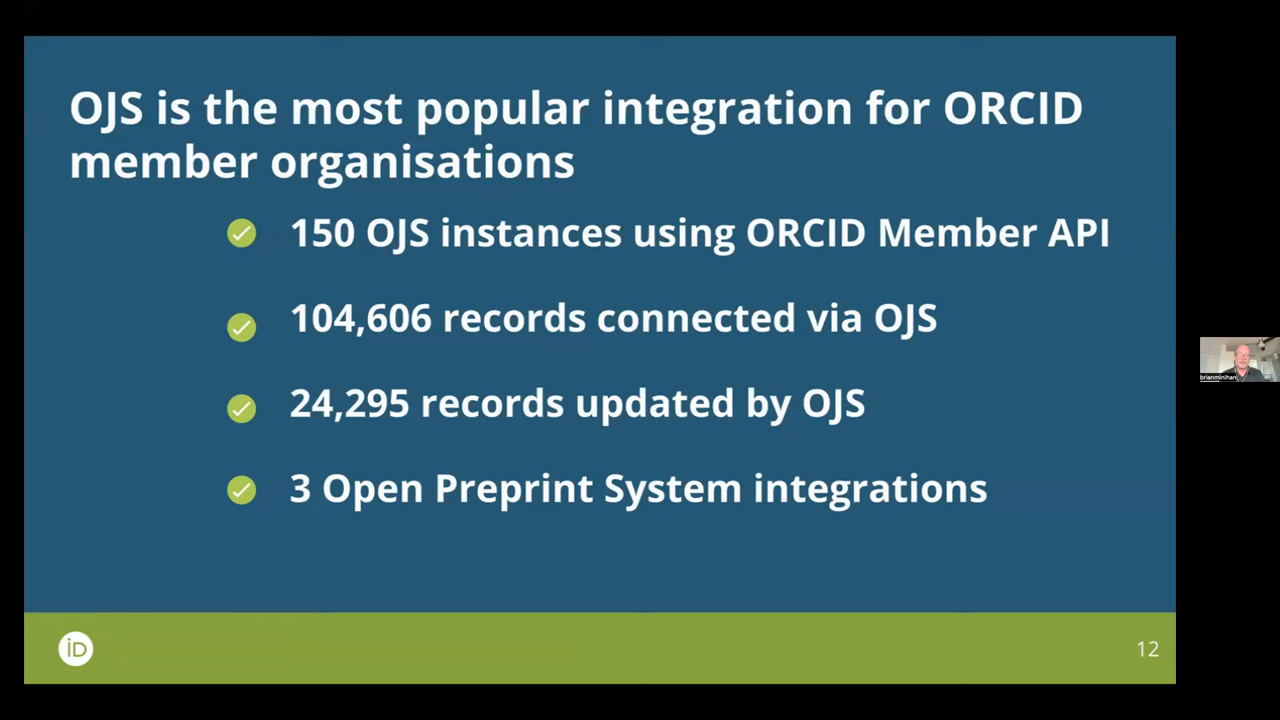 OJS is the most popular integration for ORCID
member organisations
150 OJS instances using ORCID Member API
104,606 records connected via OJS
24,295 records updated by OJS
3 Open Preprint System integrations
brianminihan
iD
12